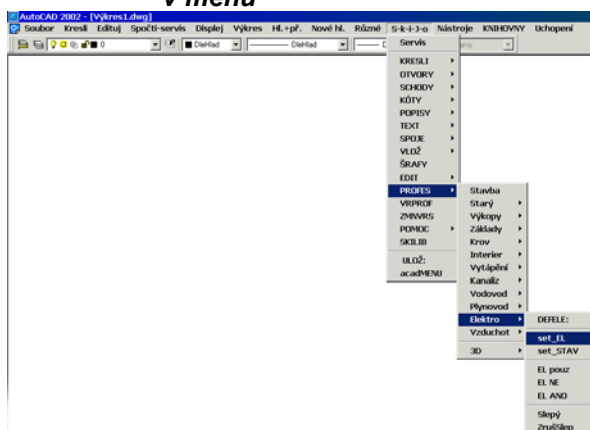 v menu
AutoCAD 2002 - [Výkres1.dwg]
Soubor Kresli Edituj Spočti-servis Displej Výkres Hl.+př. Nové hl. Různé S-k-i-J-o Nástroje KNIHOVNY Uchopení
0 DleHlad DleHlad
Servis
KRESLI
OTVORY
SCHODY
KÓTY
POPISY
TEXT
SPOJE
VLOŽ
ŠRAFY
EDIT
PROFES
VRPROF
ZMNVRS
POMOC
SKILIB
ULOŽ:
acadMENU
Stavba
Starý
Výkopy
Základy
Krov
Interier
Vytápění
Kanaliz
Vodovod
Plynovod
Elektro
Vzduchot
3D
DEFELE:
set_EL
set_STAV
EL pouz
EL NE
EL ANO
Slepý
ZrušSlep